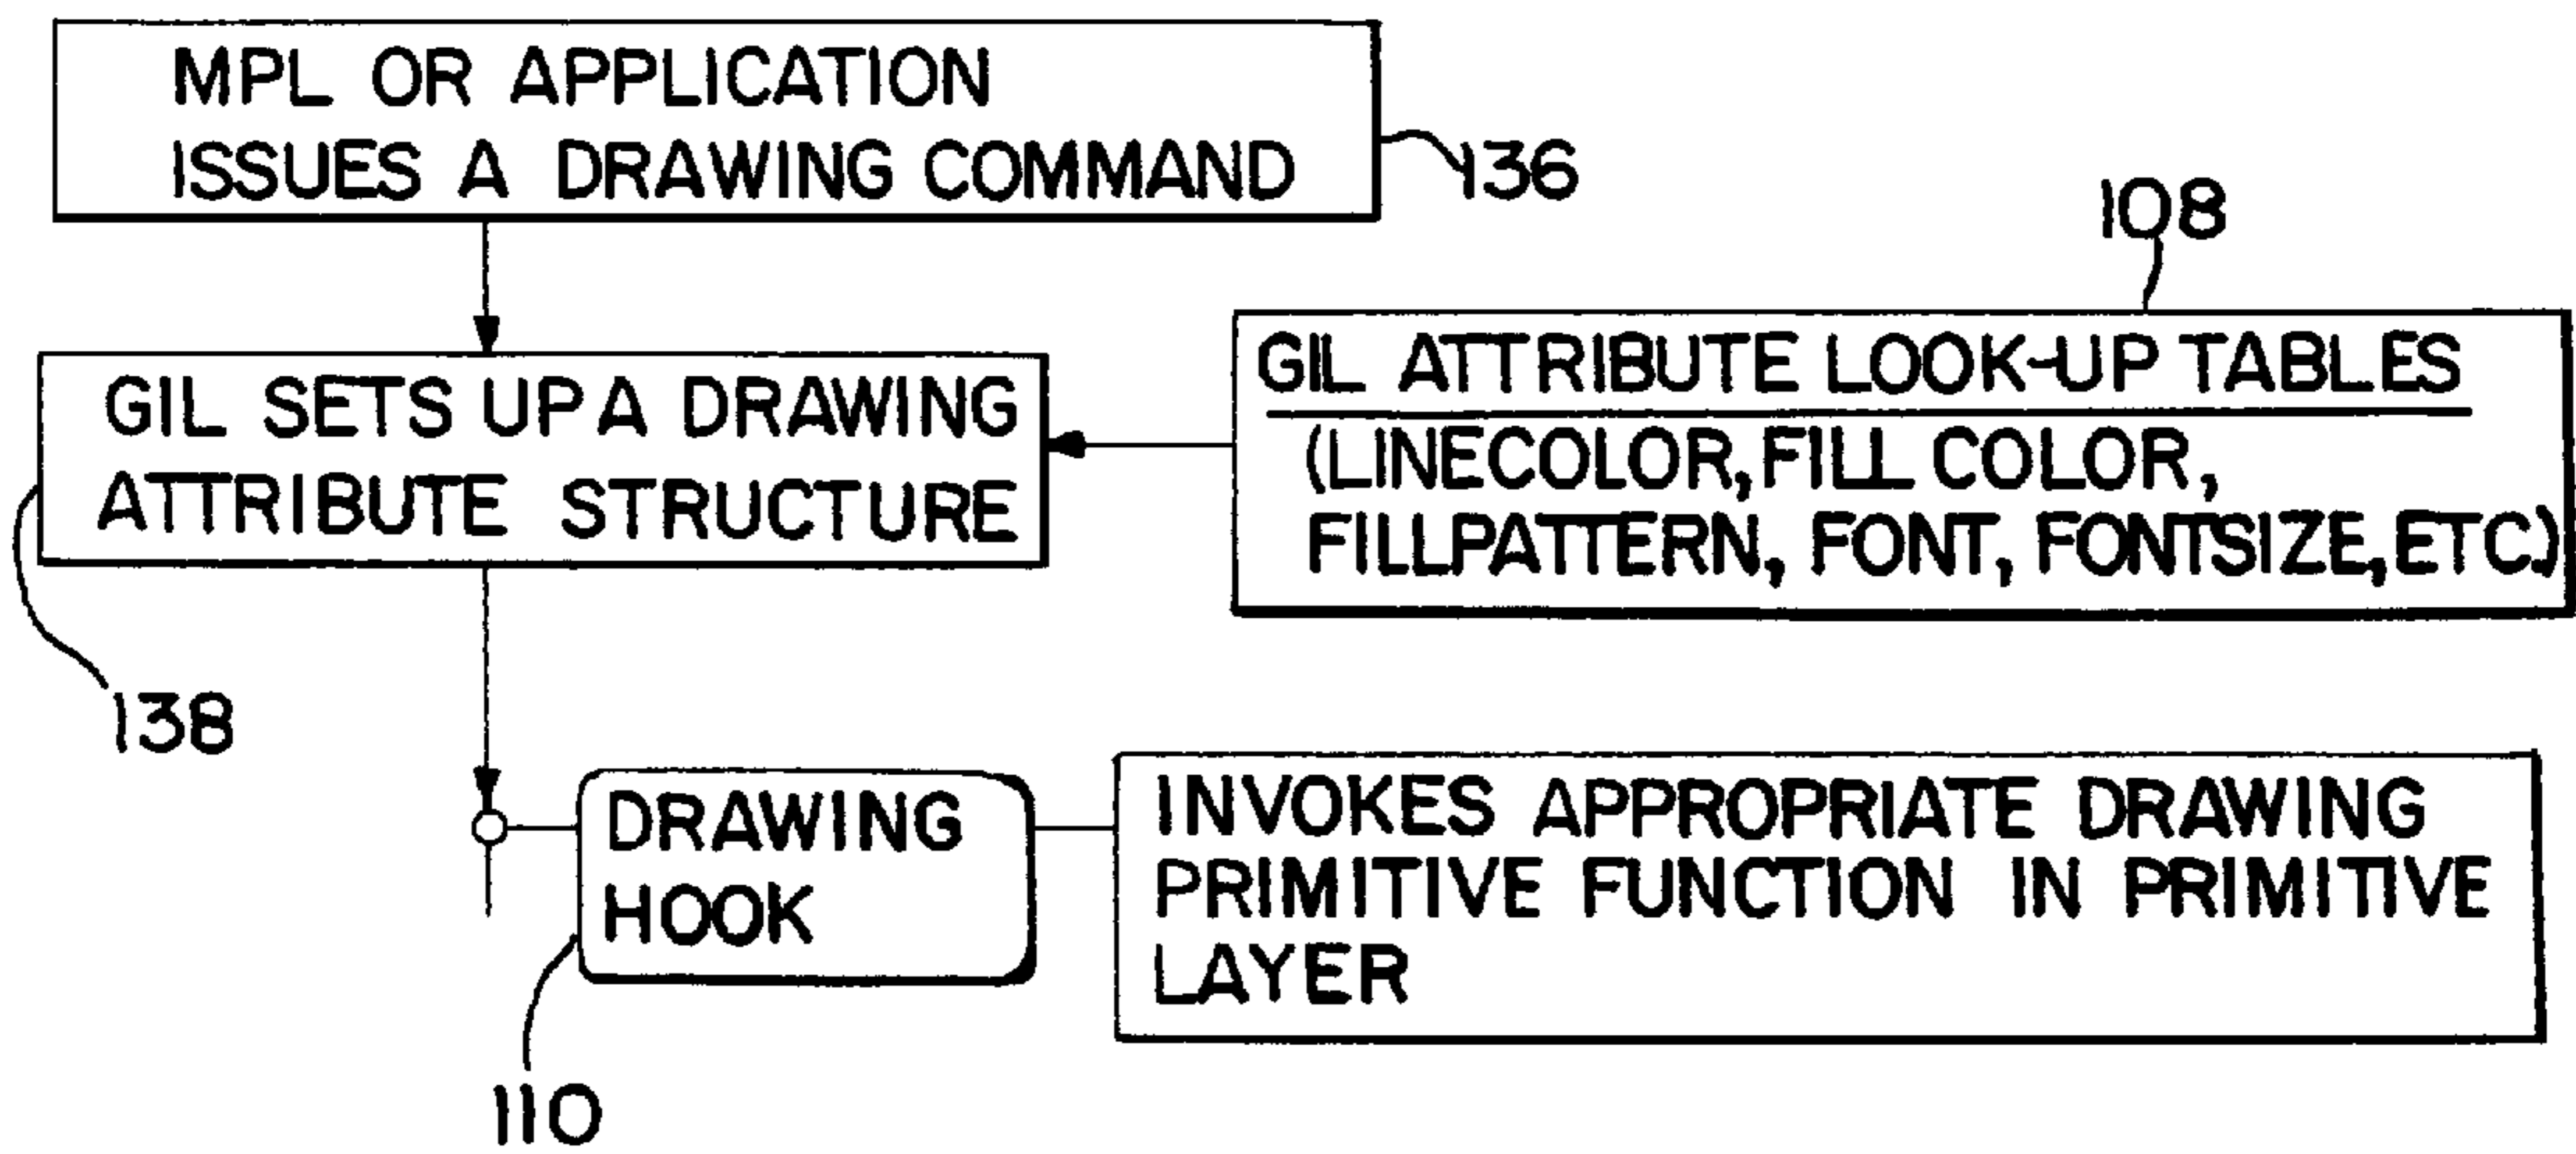 MPL OR APPLICATION
ISSUES A DRAWING COMMAND
136
108
GIL SETS UP A DRAWING
ATTRIBUTE STRUCTURE
138
GIL ATTRIBUTE LOOK-UP TABLES
(LINECOLOR, FILL COLOR,
FILLPATTERN, FONT, FONTSIZE, ETC.)
DRAWING
HOOK
110
INVOKES APPROPRIATE DRAWING
PRIMITIVE FUNCTION IN PRIMITIVE
LAYER